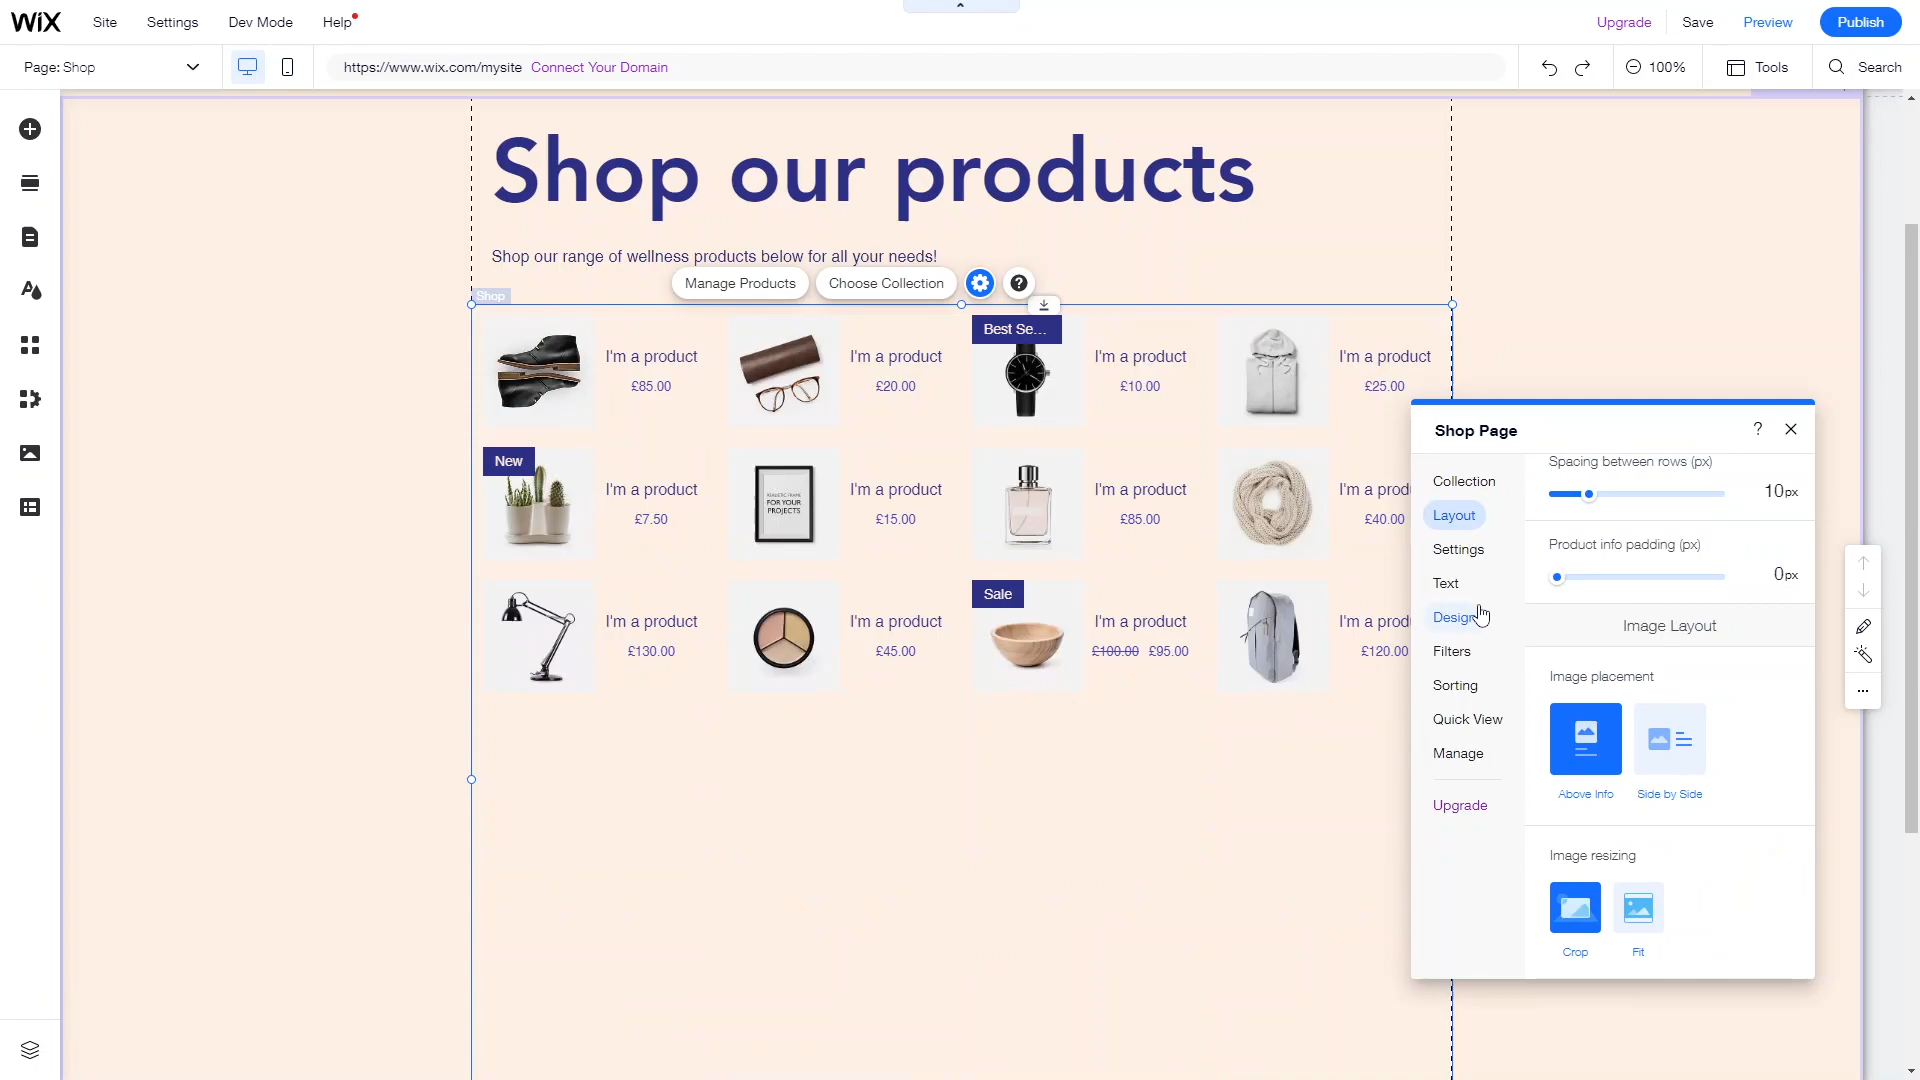 WiX
Site
Settings
Dev Mode
Help
Upgrade
Save
Preview
Publish
Page: Shop
https://www.wix.com/mysite
Connect Your Domain
100%
Tools
Search
Shop our products
Shop our range of wellness products below for all your needs!
Manage Products
Choose Collection
?
Shop
I'm a product
£85.00
I'm a product
£20.00
Best Se...
I'm a product
£10.00
I'm a product
£25.00
New
I'm a product
£7.50
REALISTIC FRAME
FOR YOUR
PROJECTS
I'm a product
£15.00
I'm a product
£85.00
I'm a prod
£40.00
I'm a product
£130.00
I'm a product
£45.00
Sale
I'm a product
£100.00 £95.00
I'm a prod
£120.00
Shop Page
?
Collection
Layout
Settings
Text
Design
Filters
Sorting
Quick View
Manage
Upgrade
Spacing between rows (px)
10px
Product info padding (px)
0px
Image Layout
Image placement
Above Info
Side by Side
Image resizing
Crop
Fit